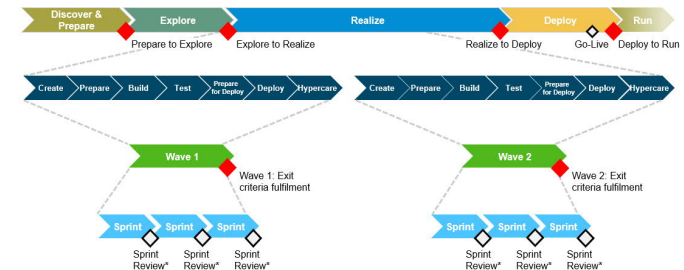 Discover &
Prepare
Explore
Realize
Deploy
Run
Prepare to Explore
Explore to Realize
Realize to Deploy
Go-Live
Deploy to Run
Create
Prepare
Build
Test
Prepare
for Deploy
Deploy
Hypercare
Create
Prepare
Build
Test
Prepare
for Deploy
Deploy
Hypercare
Wave 1
Wave 2
Wave 1: Exit
criteria fulfilment
Wave 2: Exit
criteria fulfilment
Sprint
Sprint
Sprint
Sprint
Sprint
Sprint
Sprint
Review*
Sprint
Review*
Sprint
Review*
Sprint
Review*
Sprint
Review*
Sprint
Review*